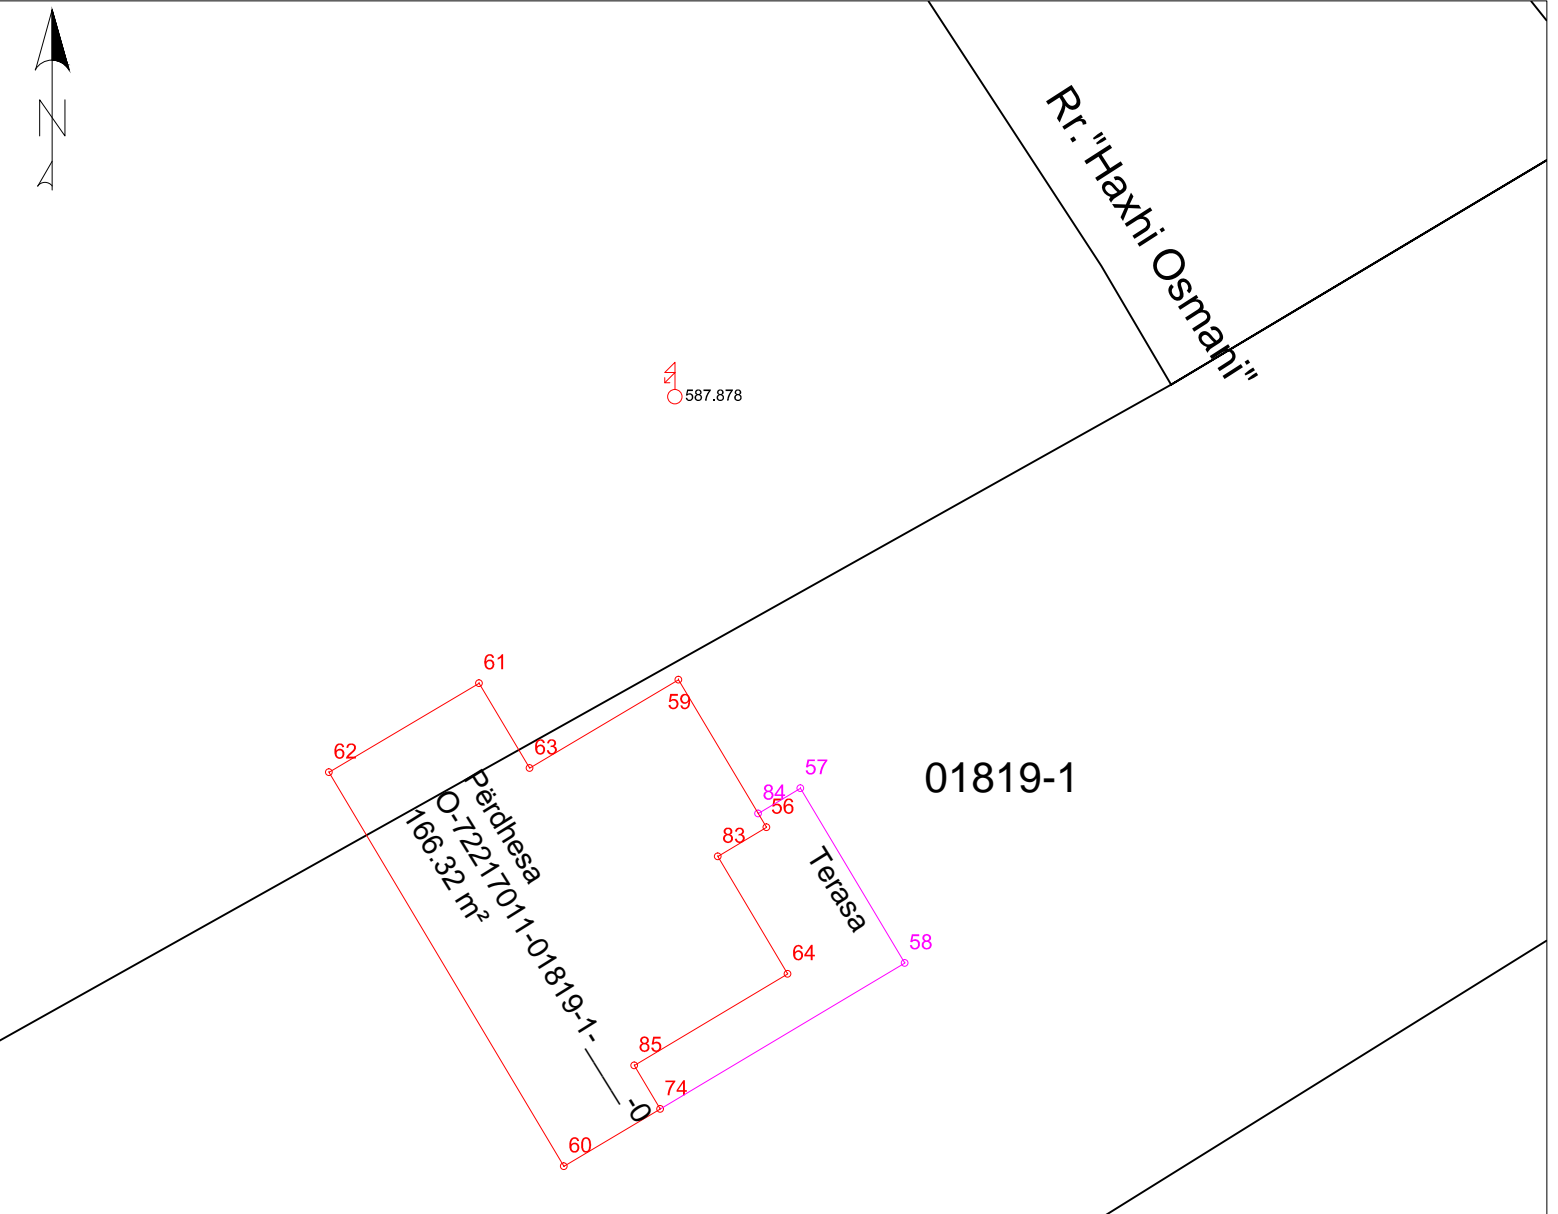 N
Rr. "Haxhi Osmani"
587.878
61
59
62
63
57
84
56
01819-1
83
Përdhesa
O-72217011-01819-1-____-0
166.32 m²
Terasa
58
64
85
74
60